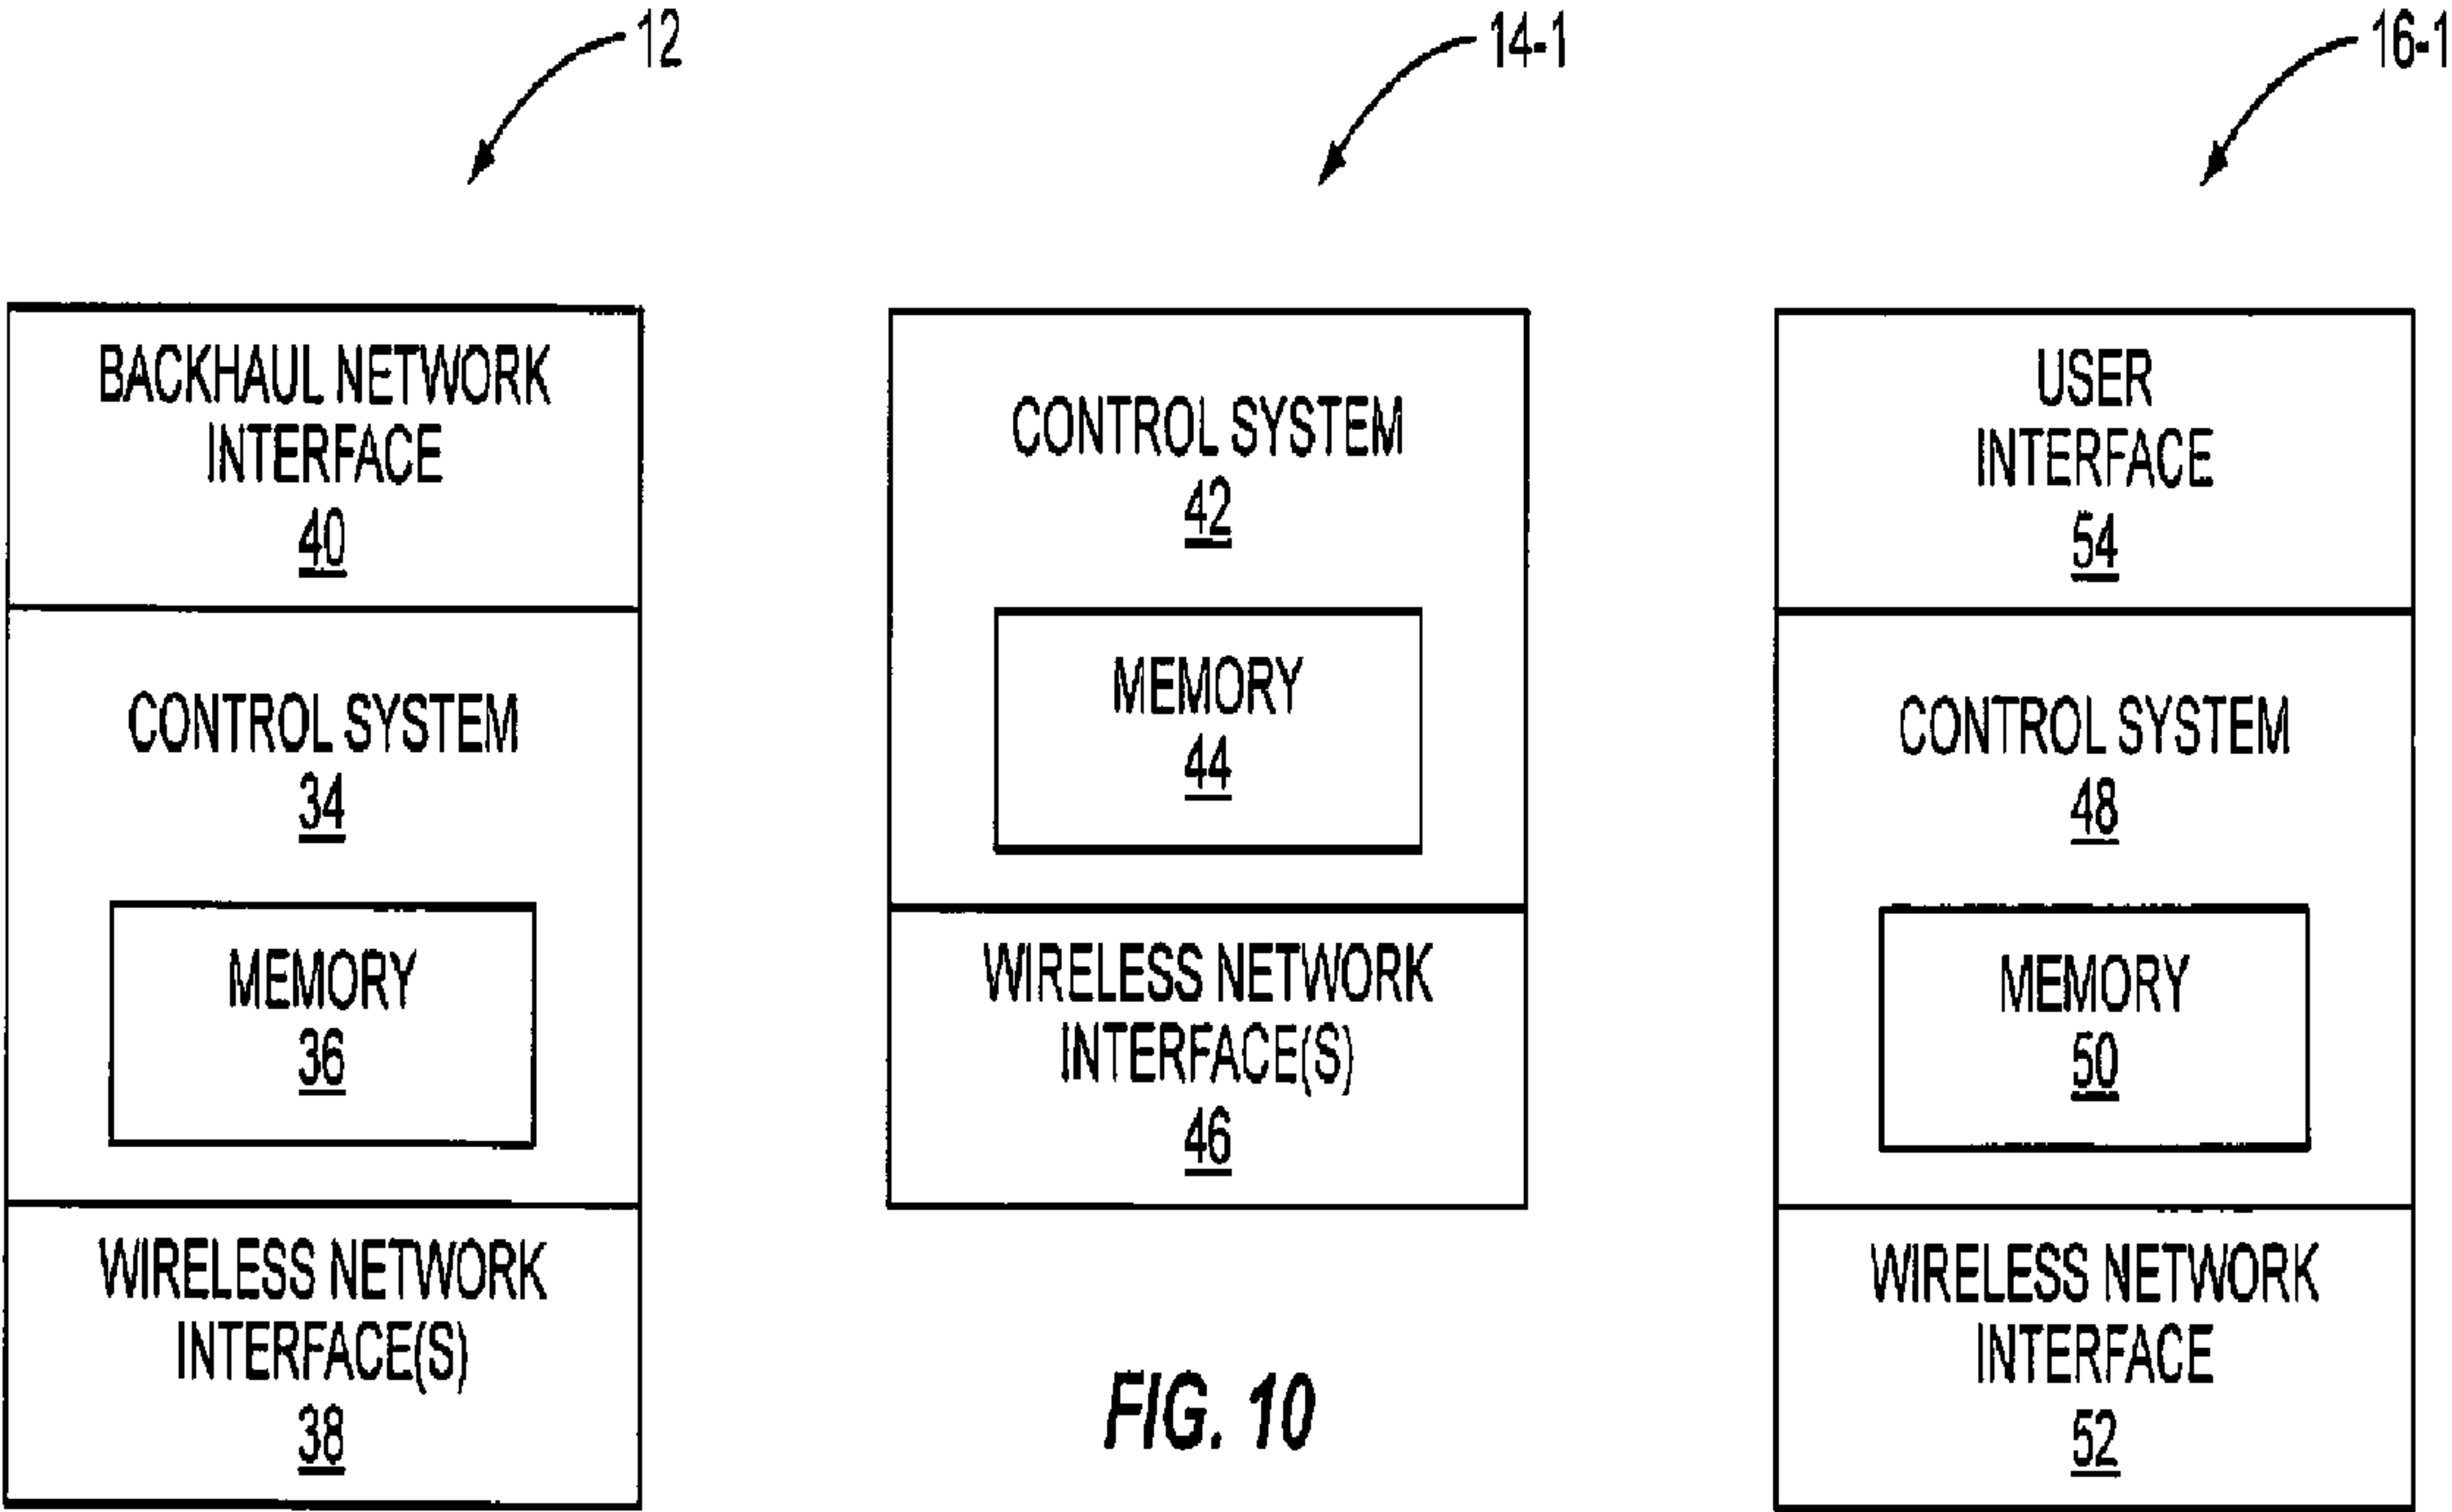 12
BACKHAUL NETWORK
INTERFACE
40
CONTROL SYSTEM
34
MEMORY
36
WIRELESS NETWORK
INTERFACE(S)
38
14-1
CONTROL SYSTEM
42
MEMORY
44
WIRELESS NETWORK
INTERFACE(S)
46
16-1
USER
INTERFACE
54
CONTROL SYSTEM
48
MEMORY
50
WIRELESS NETWORK
INTERFACE
52
FIG. 10